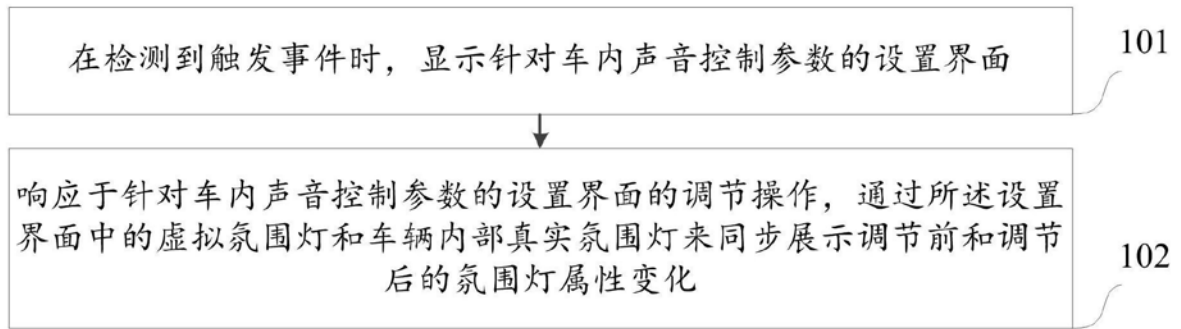 在检测到触发事件时，显示针对车内声音控制参数的设置界面
101
响应于针对车内声音控制参数的设置界面的调节操作，通过所述设置
界面中的虚拟氛围灯和车辆内部真实氛围灯来同步展示调节前和调节
后的氛围灯属性变化
102